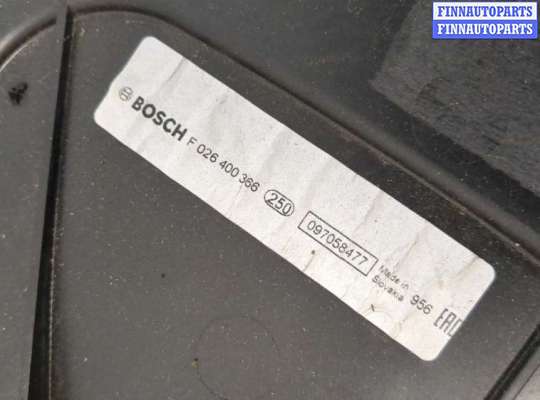 FINNAUTOPARTS
FINNAUTOPARTS
BOSCH F 026 400 366 250 097058477 Made in Slovakia 956 EAC